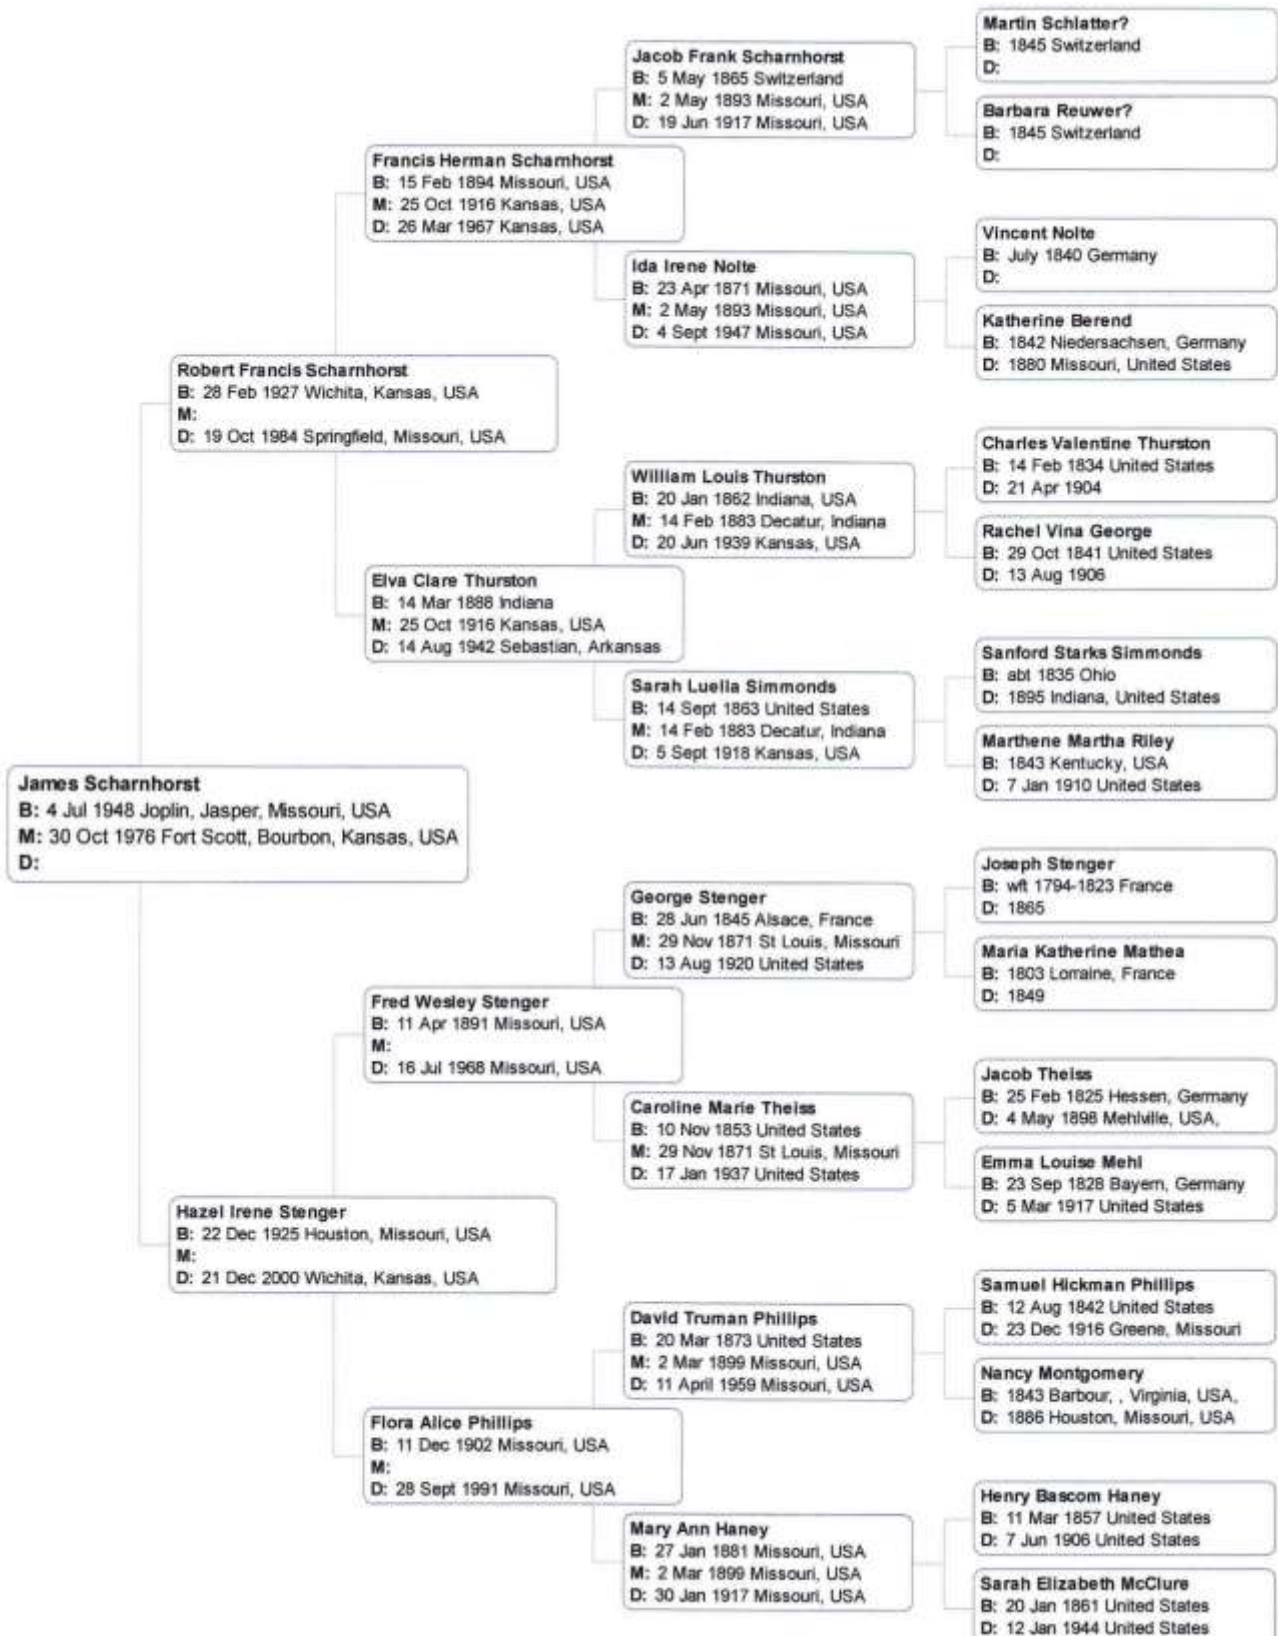 Martin Schlatter?
B: 1845 Switzerland
D:
Jacob Frank Scharnhorst
B: 5 May 1865 Switzerland
M: 2 May 1893 Missouri, USA
D: 19 Jun 1917 Missouri, USA
Barbara Reuwer?
B: 1845 Switzerland
D:
Francis Herman Scharnhorst
B: 15 Feb 1894 Missouri, USA
M: 25 Oct 1916 Kansas, USA
D: 26 Mar 1967 Kansas, USA
Vincent Nolte
B: July 1840 Germany
D:
Ida Irene Nolte
B: 23 Apr 1871 Missouri, USA
M: 2 May 1893 Missouri, USA
D: 4 Sept 1947 Missouri, USA
Katherine Berend
B: 1842 Niedersachsen, Germany
D: 1880 Missouri, United States
Robert Francis Scharnhorst
B: 28 Feb 1927 Wichita, Kansas, USA
M:
D: 19 Oct 1984 Springfield, Missouri, USA
Charles Valentine Thurston
B: 14 Feb 1834 United States
D: 21 Apr 1904
William Louis Thurston
B: 20 Jan 1862 Indiana, USA
M: 14 Feb 1883 Decatur, Indiana
D: 20 Jun 1939 Kansas, USA
Rachel Vina George
B: 29 Oct 1841 United States
D: 13 Aug 1906
Elva Clare Thurston
B: 14 Mar 1888 Indiana
M: 25 Oct 1916 Kansas, USA
D: 14 Aug 1942 Sebastian, Arkansas
Sanford Starks Simmonds
B: abt 1835 Ohio
D: 1895 Indiana, United States
Sarah Luella Simmonds
B: 14 Sept 1863 United States
M: 14 Feb 1883 Decatur, Indiana
D: 5 Sept 1918 Kansas, USA
Marthene Martha Riley
B: 1843 Kentucky, USA
D: 7 Jan 1910 United States
James Scharnhorst
B: 4 Jul 1948 Joplin, Jasper, Missouri, USA
M: 30 Oct 1976 Fort Scott, Bourbon, Kansas, USA
D:
Joseph Stenger
B: wft 1794-1823 France
D: 1865
George Stenger
B: 28 Jun 1845 Alsace, France
M: 29 Nov 1871 St Louis, Missouri
D: 13 Aug 1920 United States
Maria Katherine Mathea
B: 1803 Lorraine, France
D: 1849
Fred Wesley Stenger
B: 11 Apr 1891 Missouri, USA
M:
D: 16 Jul 1968 Missouri, USA
Jacob Theiss
B: 25 Feb 1825 Hessen, Germany
D: 4 May 1898 Mehlville, USA,
Caroline Marie Theiss
B: 10 Nov 1853 United States
M: 29 Nov 1871 St Louis, Missouri
D: 17 Jan 1937 United States
Emma Louise Mehl
B: 23 Sep 1828 Bayern, Germany
D: 5 Mar 1917 United States
Hazel Irene Stenger
B: 22 Dec 1925 Houston, Missouri, USA
M:
D: 21 Dec 2000 Wichita, Kansas, USA
Samuel Hickman Phillips
B: 12 Aug 1842 United States
D: 23 Dec 1916 Greene, Missouri
David Truman Phillips
B: 20 Mar 1873 United States
M: 2 Mar 1899 Missouri, USA
D: 11 April 1959 Missouri, USA
Nancy Montgomery
B: 1843 Barbour, , Virginia, USA,
D: 1886 Houston, Missouri, USA
Flora Alice Phillips
B: 11 Dec 1902 Missouri, USA
M:
D: 28 Sept 1991 Missouri, USA
Henry Bascom Haney
B: 11 Mar 1857 United States
D: 7 Jun 1906 United States
Mary Ann Haney
B: 27 Jan 1881 Missouri, USA
M: 2 Mar 1899 Missouri, USA
D: 30 Jan 1917 Missouri, USA
Sarah Elizabeth McClure
B: 20 Jan 1861 United States
D: 12 Jan 1944 United States